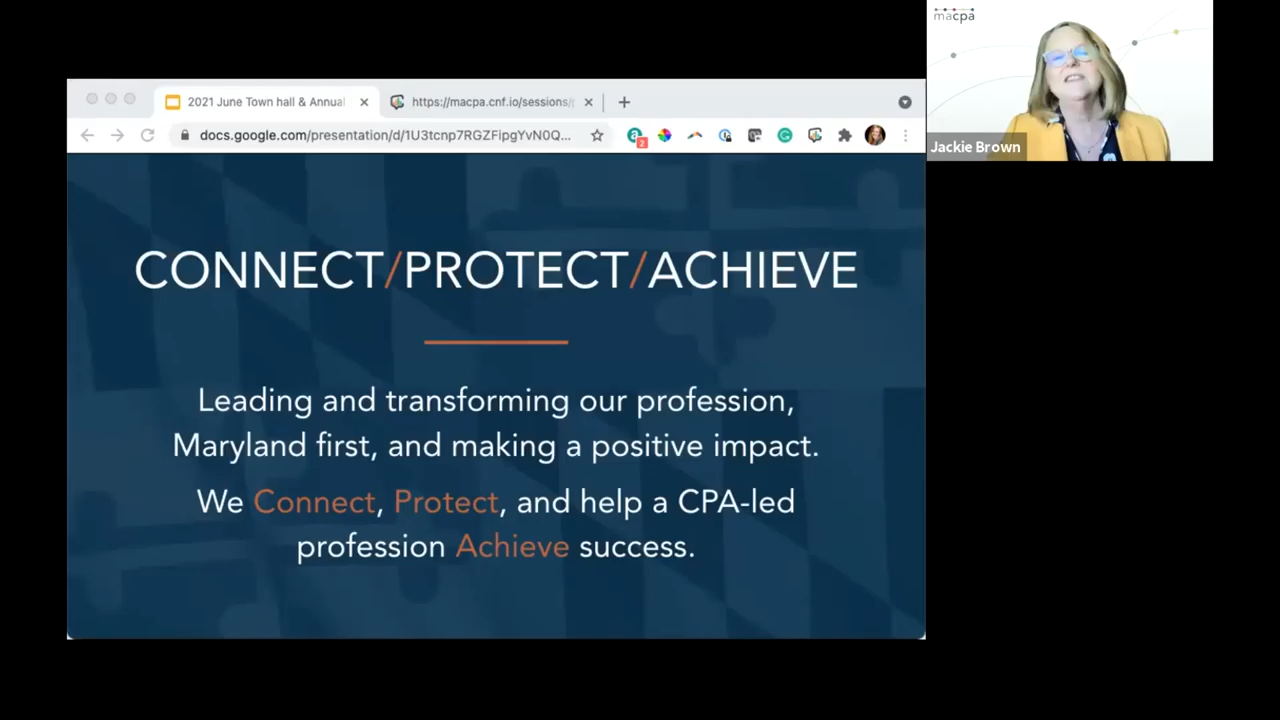 2021 June Town hall & Annual
https://macpa.cnf.io/sessions/
docs.google.com/presentation/d/1U3tcnp7RGZFipgYvN0Q...
2
macpa
Jackie Brown
CONNECT/PROTECT/ACHIEVE
Leading and transforming our profession,
Maryland first, and making a positive impact.
We Connect, Protect, and help a CPA-led
profession Achieve success.